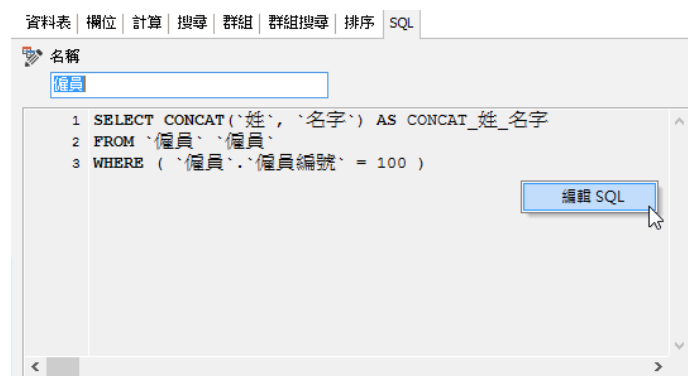 資料表 欄位 計算 搜尋 群組 群組搜尋 排序 SQL
名稱
僱員
1 SELECT CONCAT(`姓`, `名字`) AS CONCAT_姓_名字
2 FROM `僱員` `僱員`
3 WHERE ( `僱員`.`僱員編號` = 100 )
編輯 SQL